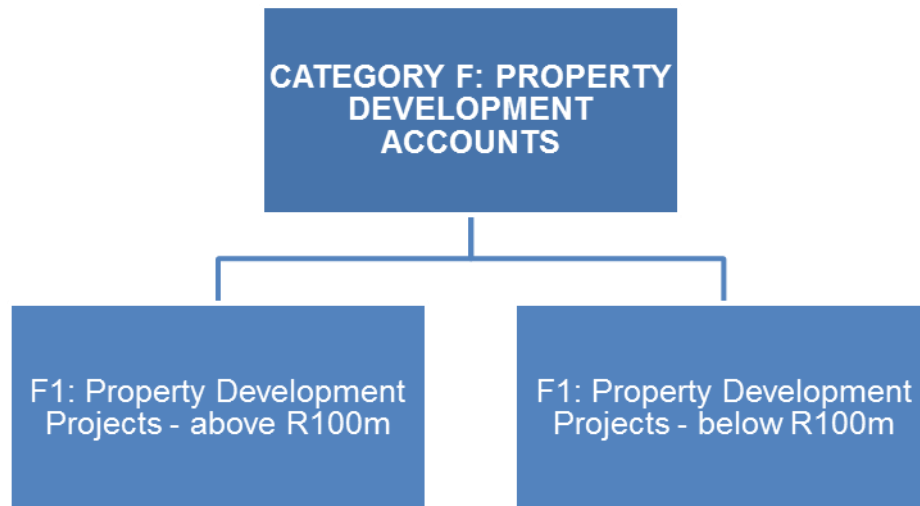 CATEGORY F: PROPERTY
DEVELOPMENT
ACCOUNTS
F1: Property Development
Projects - above R100m
F1: Property Development
Projects - below R100m